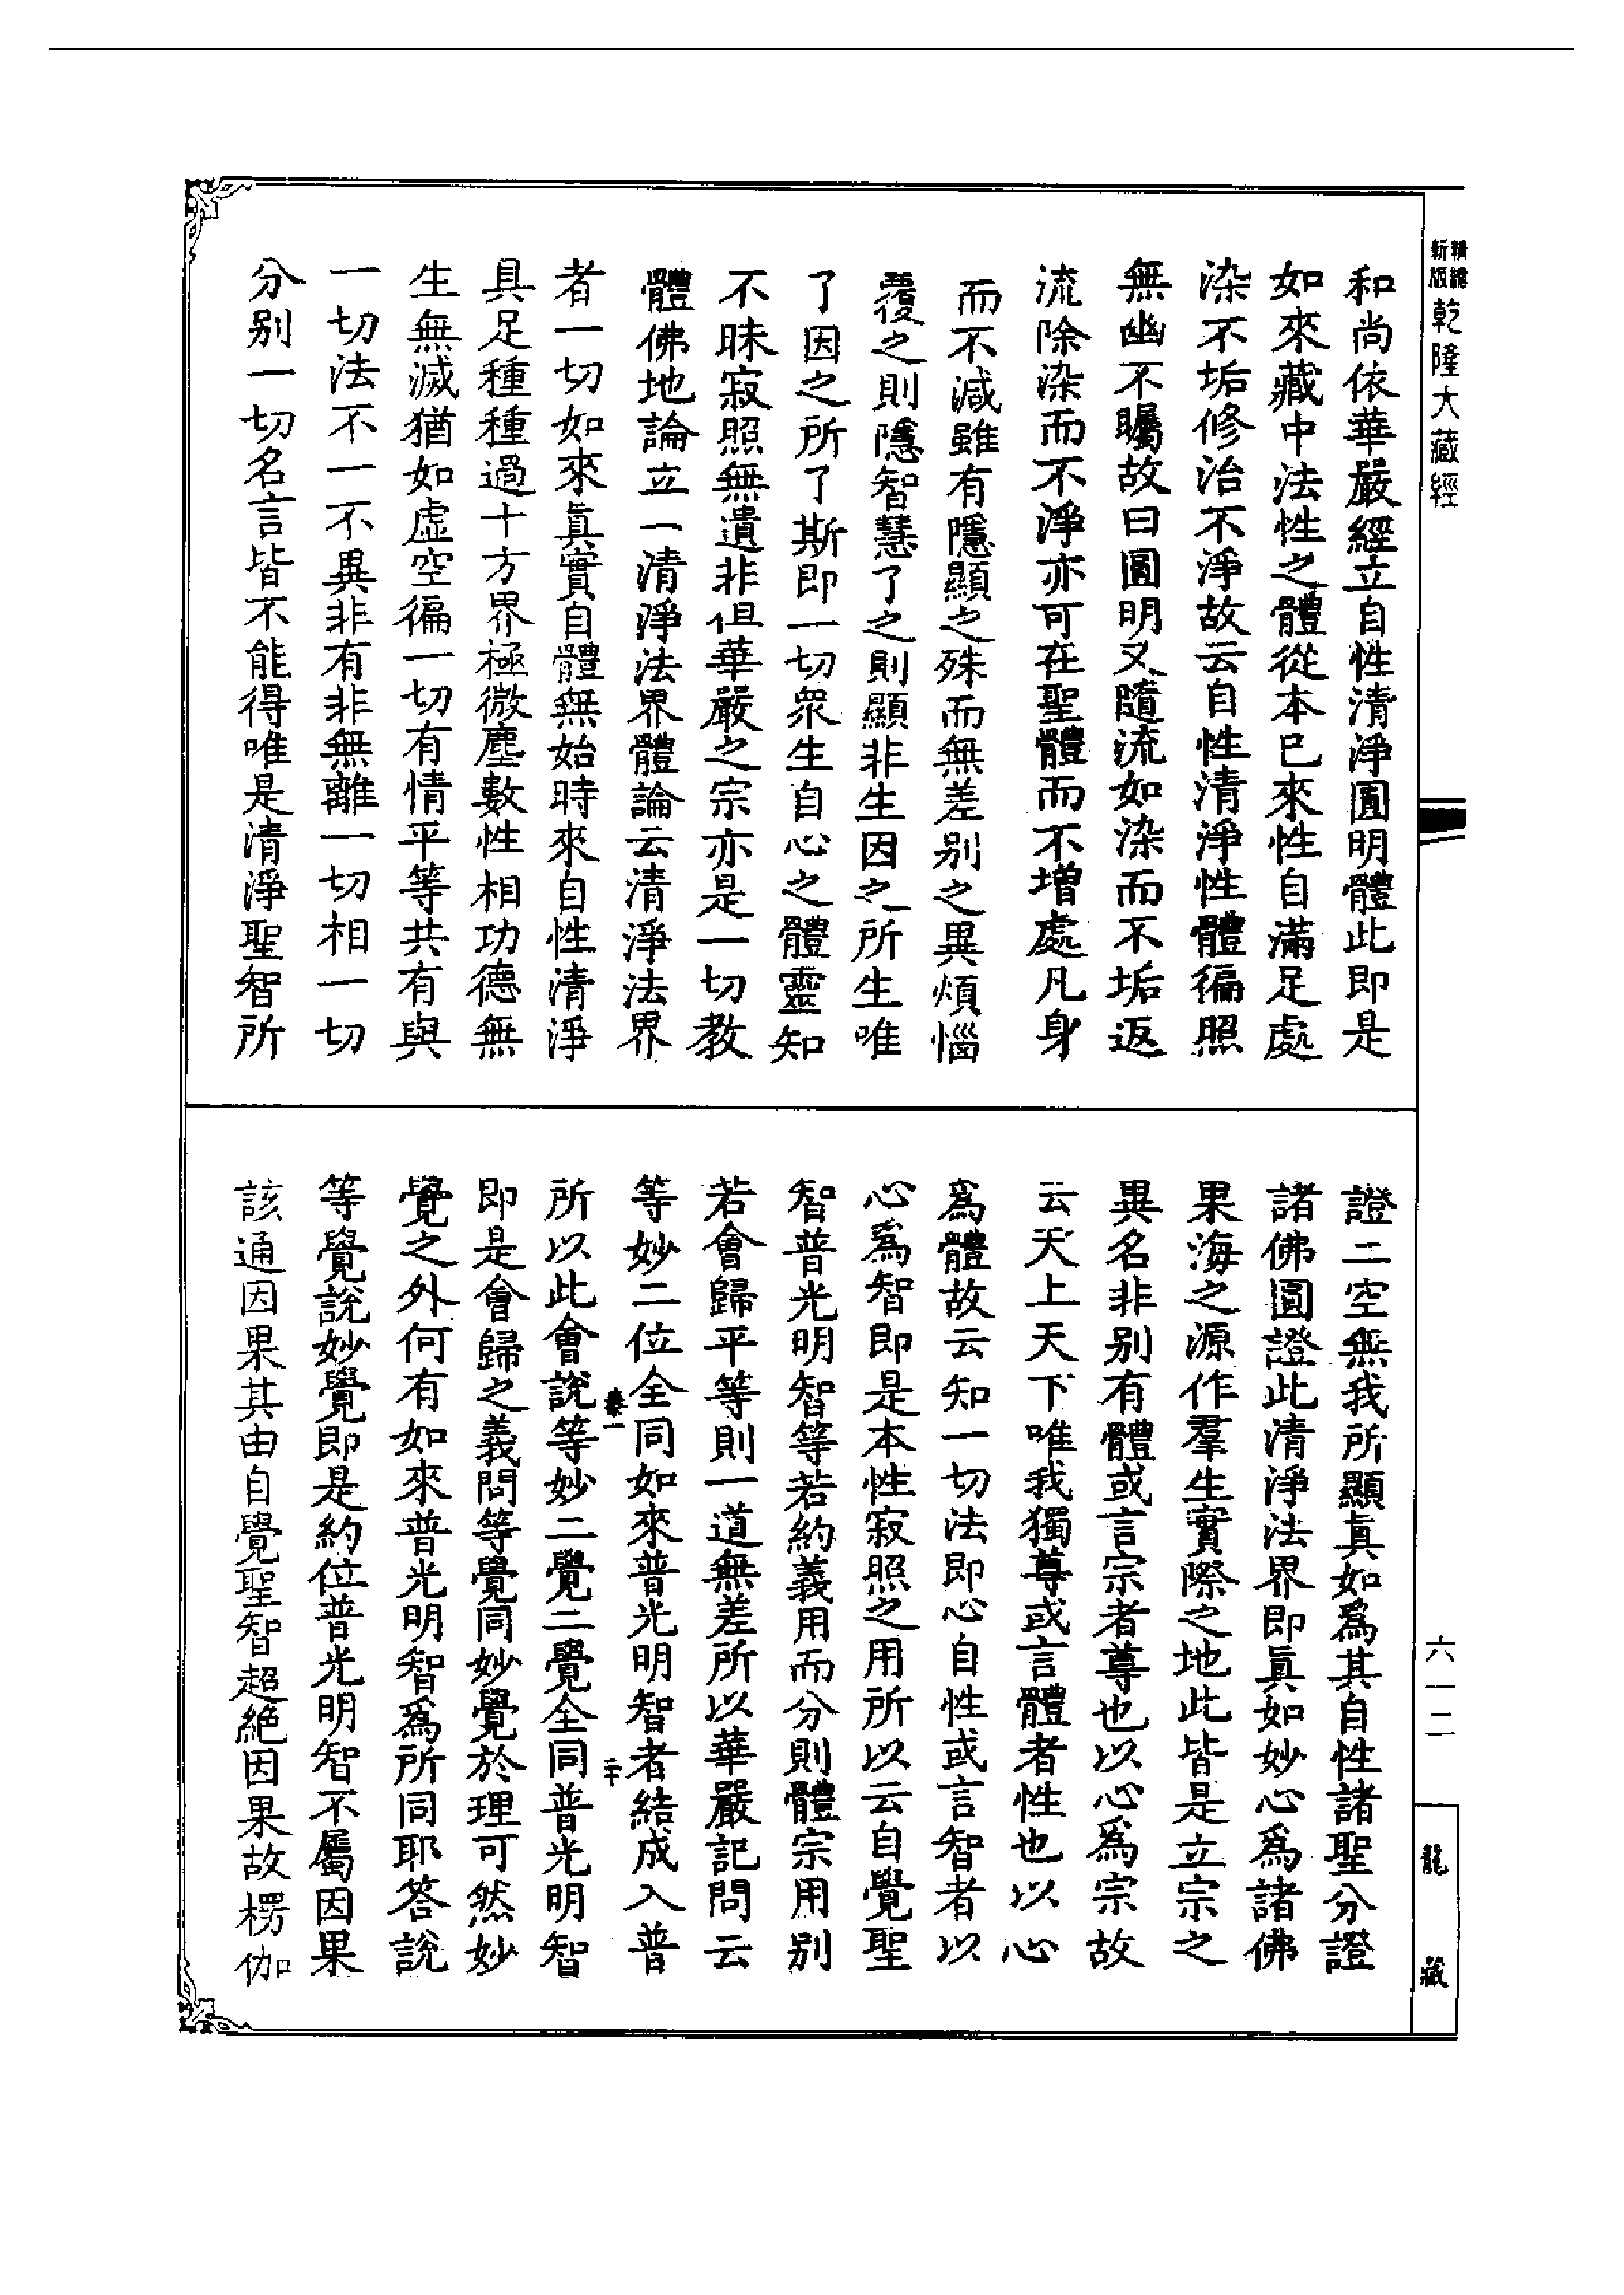 精縮新版乾隆大藏經
和尚依華嚴經立自性清淨圓明體此即是
如來藏中法性之體從本已來性自滿足處
染不垢修治不淨故云自性清淨性體徧照
無幽不矚故曰圓明又隨流如染而不垢返
流除染而不淨亦可在聖體而不增處凡身
而不減雖有隱顯之殊而無差别之異煩惱
覆之則隱智慧了之則顯非生因之所生唯
了因之所了斯即一切衆生自心之體靈知
不昧寂照無遺非但華嚴之宗亦是一切教
體佛地論立一清淨法界體論云清淨法界
者一切如來眞實自體無始時來自性清淨
具足種種過十方界極微塵數性相功德無
生無滅猶如虛空徧一切有情平等共有與
一切法不一不異非有非無離一切相一切
分别一切名言皆不能得唯是清淨聖智所
證二空無我所顯眞如爲其自性諸聖分證
諸佛圓證此清淨法界即眞如妙心爲諸佛
果海之源作羣生實際之地此皆是立宗之
異名非别有體或言宗者尊也以心爲宗故
云天上天下唯我獨尊或言體者性也以心
爲體故云知一切法即心自性或言智者以
心爲智即是本性寂照之用所以云自覺聖
智普光明智等若約義用而分則體宗用别
若會歸平等則一道無差所以華嚴記問云
等妙二位全同如來普光明智者結成入普
卷一
二十
所以此會說等妙二覺二覺全同普光明智
即是會歸之義問等覺同妙覺於理可然妙
覺之外何有如來普光明智爲所同耶答說
等覺說妙覺即是約位普光明智不屬因果
該通因果其由自覺聖智超絕因果故楞伽
六一二
龍藏